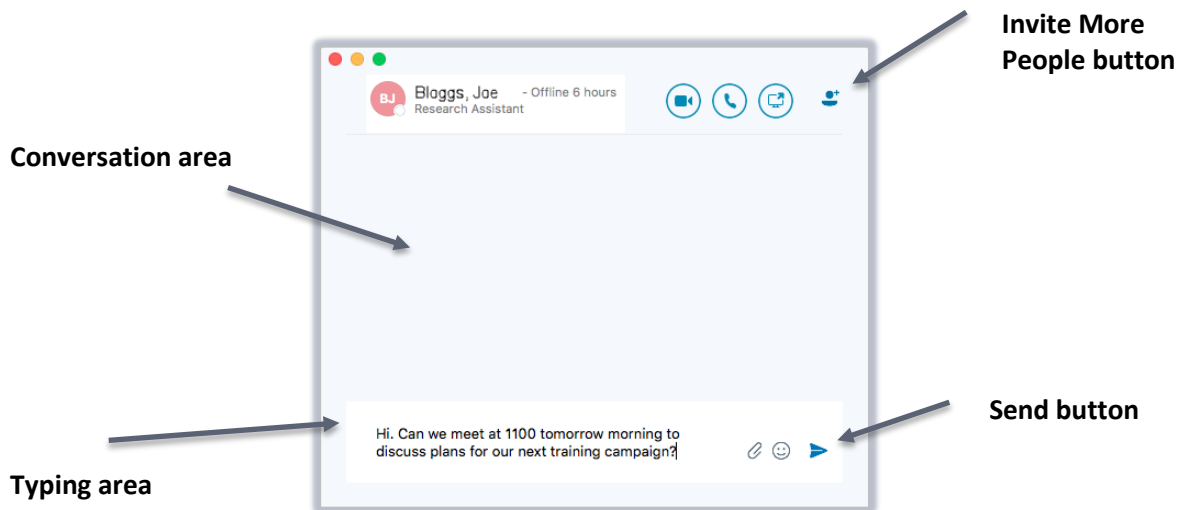 Invite More
People button
BJ
Bloggs, Joe - Offline 6 hours
Research Assistant
Conversation area
Send button
Hi. Can we meet at 1100 tomorrow morning to
discuss plans for our next training campaign?
Typing area